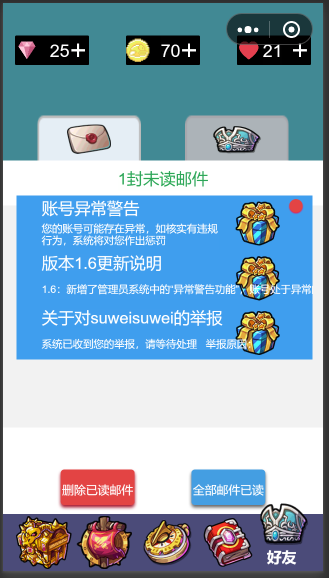 25+
70+
21 +
1封未读邮件
账号异常警告
您的账号可能存在异常，如核实有违规
行为，系统将对您作出惩罚
版本1.6更新说明
1.6：新增了管理员系统中的“异常警告功能”，账号处于异常
关于对suweisuwei的举报
系统已收到您的举报，请等待处理 举报原因
删除已读邮件
全部邮件已读
好友